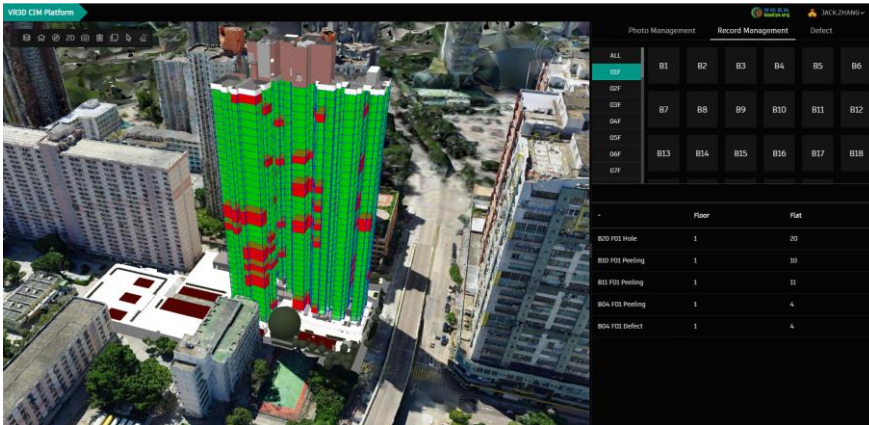 VR3D CIM Platform
JACK.ZHANG
2D
Photo Management Record Management Defect
ALL
01F
02F
03F
04F
05F
06F
07F
B1 B2 B3 B4 B5 B6
B7 B8 B9 B10 B11 B12
B13 B14 B15 B16 B17 B18
- Floor Flat
B20 F01 Hole 1 20
B10 F01 Peeling 1 10
B11 F01 Peeling 1 11
B04 F01 Peeling 1 4
B04 F01 Defect 1 4